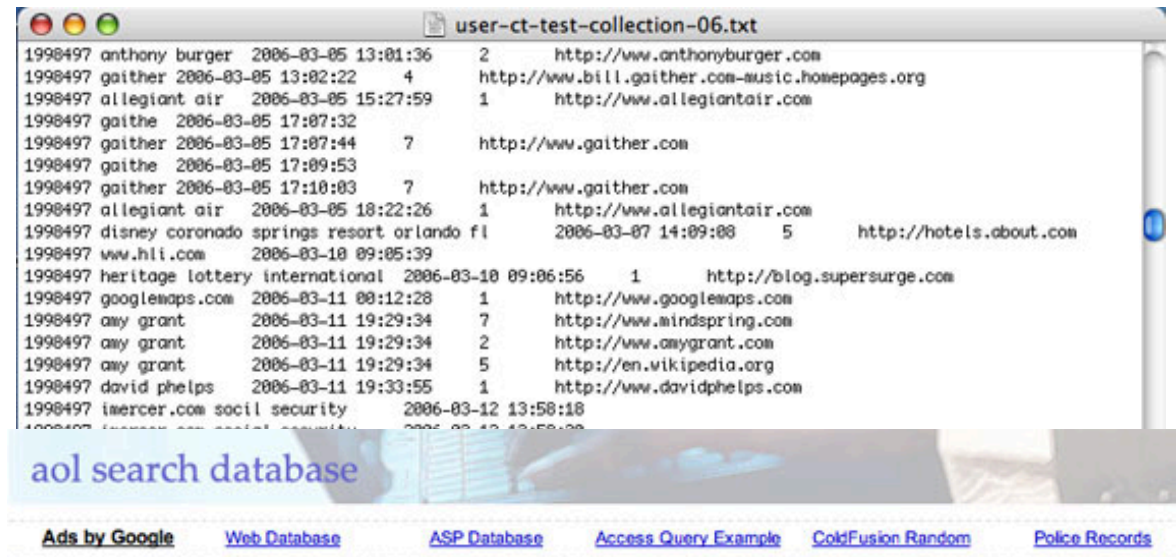 user-ct-test-collection-06.txt
1998497 anthony burger 2006-03-05 13:01:36 2 http://www.anthonyburger.com
1998497 gaither 2006-03-05 13:02:22 4 http://www.bill.gaither.com-music.homepages.org
1998497 allegiant air 2006-03-05 15:27:59 1 http://www.allegiantair.com
1998497 gaithe 2006-03-05 17:07:32
1998497 gaither 2006-03-05 17:07:44 7 http://www.gaither.com
1998497 gaithe 2006-03-05 17:09:53
1998497 gaither 2006-03-05 17:10:03 7 http://www.gaither.com
1998497 allegiant air 2006-03-05 18:22:26 1 http://www.allegiantair.com
1998497 disney coronado springs resort orlando fl 2006-03-07 14:09:08 5 http://hotels.about.com
1998497 www.hli.com 2006-03-10 09:05:39
1998497 heritage lottery international 2006-03-10 09:06:56 1 http://blog.supersurge.com
1998497 googlemaps.com 2006-03-11 00:12:28 1 http://www.googlemaps.com
1998497 amy grant 2006-03-11 19:29:34 7 http://www.mindspring.com
1998497 amy grant 2006-03-11 19:29:34 2 http://www.amygrant.com
1998497 amy grant 2006-03-11 19:29:34 5 http://en.wikipedia.org
1998497 david phelps 2006-03-11 19:33:55 1 http://www.davidphelps.com
1998497 imercer.com socil security 2006-03-12 13:58:18
aol search database
Ads by Google Web Database ASP Database Access Query Example ColdFusion Random Police Records